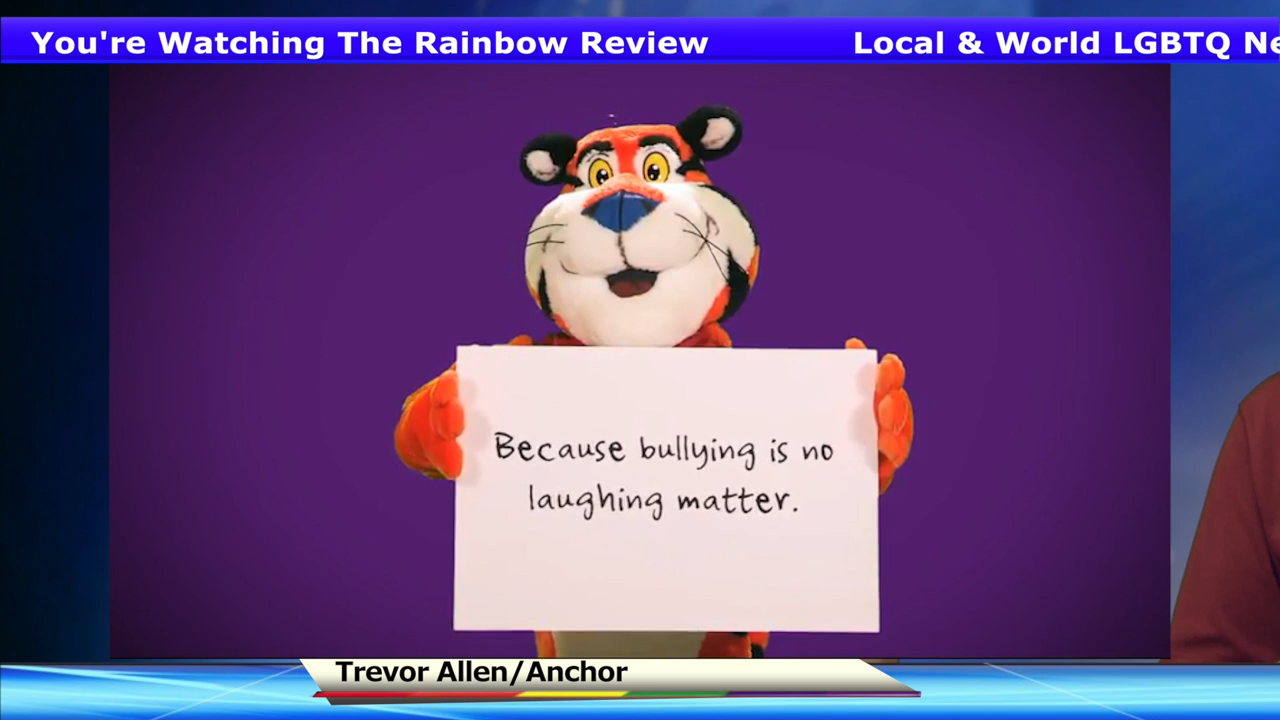 You're Watching The Rainbow Review Local & World LGBTQ Ne
Because bullying is no
laughing matter.
Trevor Allen/Anchor